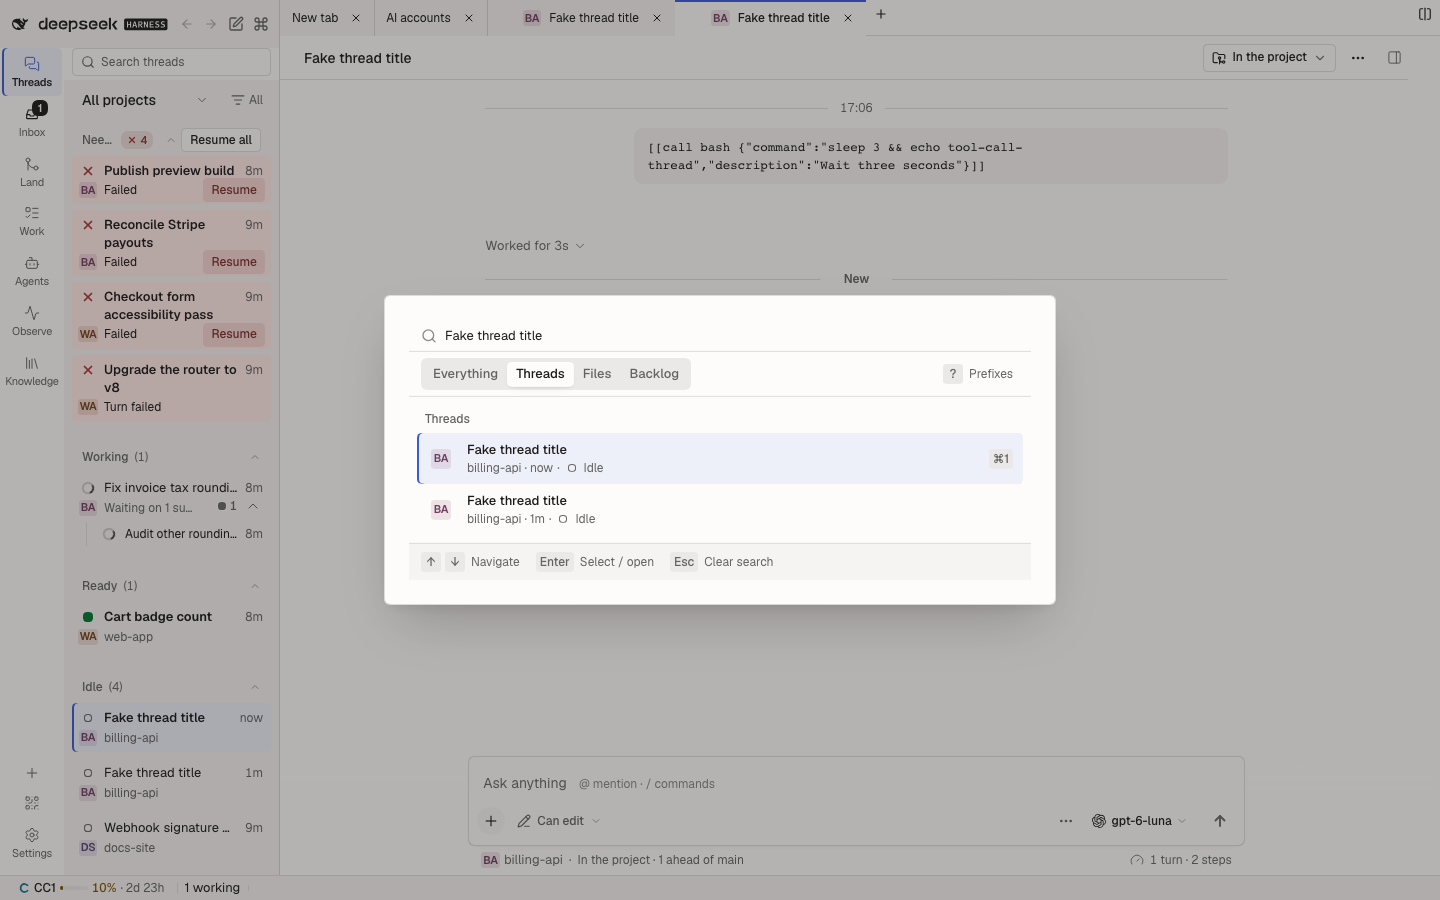 deepseek HARNESS
New tab
AI accounts
BA Fake thread title
BA Fake thread title
Threads
Inbox
1
Land
Work
Agents
Observe
Knowledge
Settings
Search threads
All projects
All
Nee... 4 Resume all
Publish preview build 8m
BA Failed Resume
Reconcile Stripe 9m
payouts
BA Failed Resume
Checkout form 9m
accessibility pass
WA Failed Resume
Upgrade the router to 9m
v8
WA Turn failed
Working (1)
Fix invoice tax roundi... 8m
BA Waiting on 1 su... 1
Audit other roundin... 8m
Ready (1)
Cart badge count 8m
WA web-app
Idle (4)
Fake thread title now
BA billing-api
Fake thread title 1m
BA billing-api
Webhook signature ... 9m
DS docs-site
Fake thread title
In the project
17:06
[[call bash {"command":"sleep 3 && echo tool-call-
thread","description":"Wait three seconds"}]]
Worked for 3s
New
Fake thread title
Everything Threads Files Backlog
? Prefixes
Threads
BA Fake thread title
billing-api · now · Idle
⌘1
BA Fake thread title
billing-api · 1m · Idle
Navigate Enter Select / open Esc Clear search
Ask anything @ mention · / commands
Can edit
gpt-6-luna
BA billing-api · In the project · 1 ahead of main
1 turn · 2 steps
CC1 10% · 2d 23h 1 working